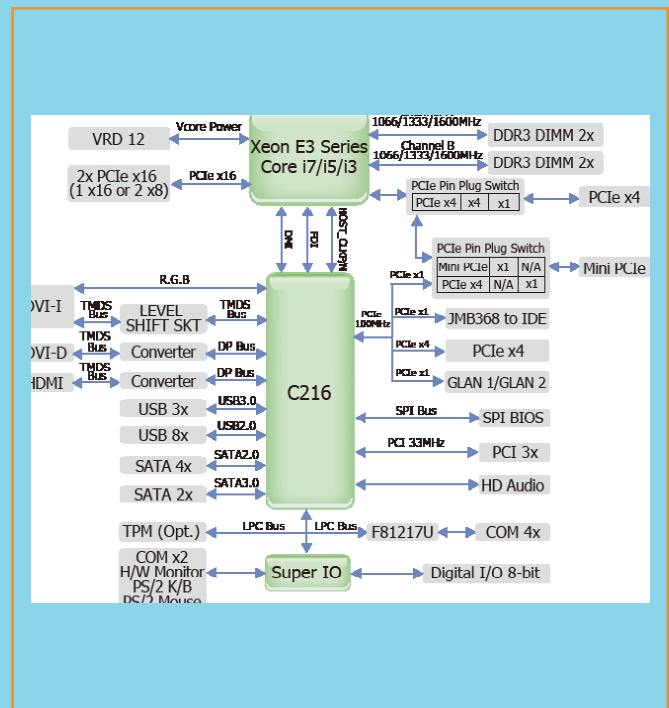 1066/1333/1600MHz
Vcore Power
VRD 12
DDR3 DIMM 2x
Xeon E3 Series
Core i7/i5/i3
Channel B
1066/1333/1600MHz
DDR3 DIMM 2x
2x PCIe x16
(1 x16 or 2 x8)
PCIe x16
PCIe Pin Plug Switch
PCIe x4 x4 x1
PCIe x4
DMI
FDI
HOST_CLKP/N
PCIe Pin Plug Switch
Mini PCIe x1 N/A
PCIe x4 N/A x1
Mini PCIe
R.G.B
PCIe x1
DVI-I
TMDS
Bus
LEVEL
SHIFT SKT
TMDS
Bus
PCIe
100MHz
PCIe x1
JMB368 to IDE
DVI-D
TMDS
Bus
Converter
DP Bus
PCIe x4
PCIe x4
HDMI
TMDS
Bus
Converter
DP Bus
PCIe x1
GLAN 1/GLAN 2
C216
USB 3x
USB3.0
SPI Bus
SPI BIOS
USB 8x
USB2.0
PCI 33MHz
PCI 3x
SATA 4x
SATA2.0
HD Audio
SATA 2x
SATA3.0
TPM (Opt.)
LPC Bus
LPC Bus
F81217U
COM 4x
COM x2
H/W Monitor
PS/2 K/B
PS/2 Mouse
Super IO
Digital I/O 8-bit